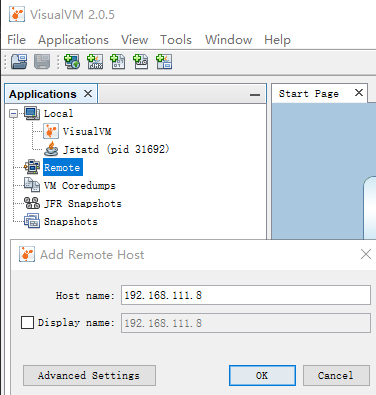 VisualVM 2.0.5
File Applications View Tools Window Help
Applications
Start Page
Local
VisualVM
Jstatd (pid 31692)
Remote
VM Coredumps
JFR Snapshots
Snapshots
Add Remote Host
Host name: 192.168.111.8
Display name: 192.168.111.8
Advanced Settings OK Cancel